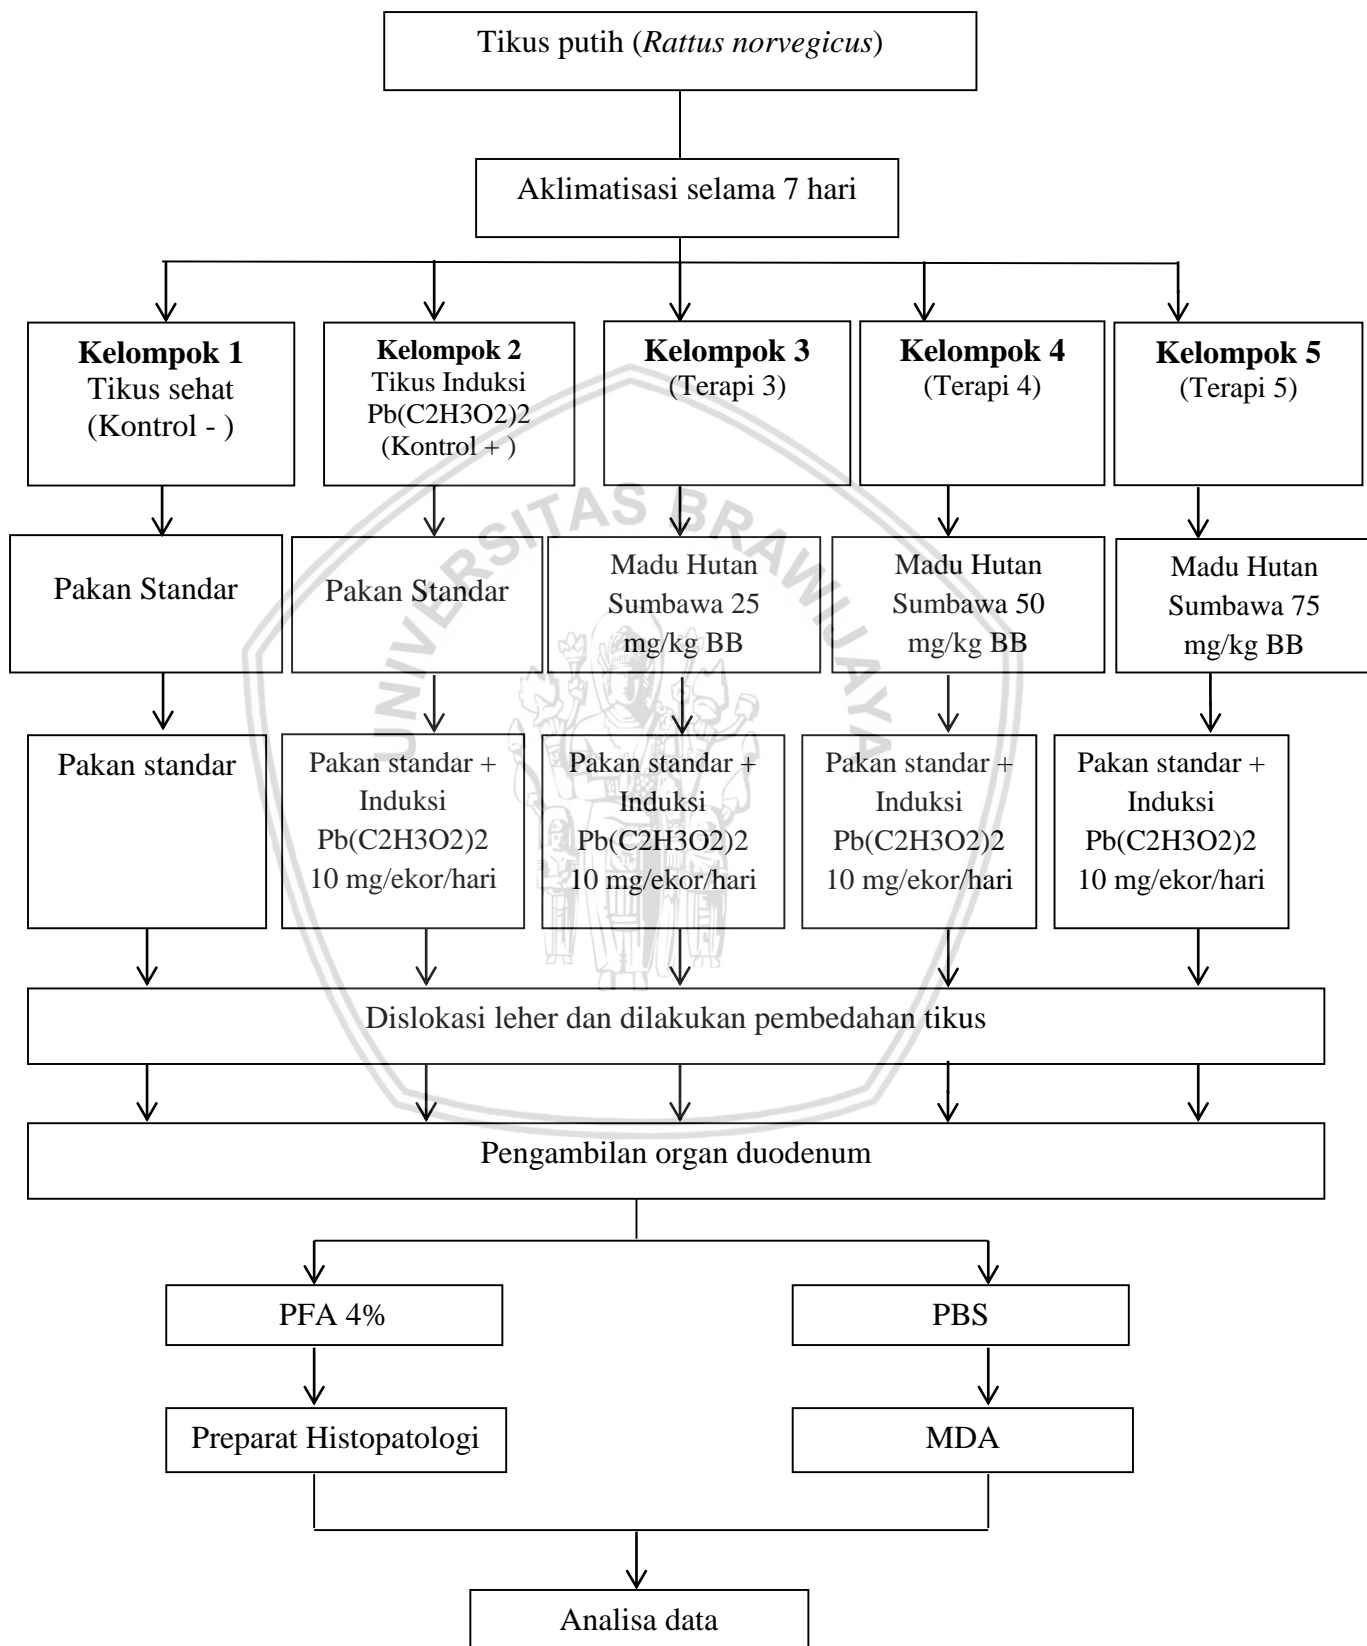 Tikus putih (Rattus norvegicus)
Aklimatisasi selama 7 hari
Kelompok 1
Tikus sehat
(Kontrol - )
Kelompok 2
Tikus Induksi
Pb(C2H3O2)2
(Kontrol + )
Kelompok 3
(Terapi 3)
Kelompok 4
(Terapi 4)
Kelompok 5
(Terapi 5)
UNIVERSITAS BRAWIJAYA
Pakan Standar
Pakan Standar
Madu Hutan
Sumbawa 25
mg/kg BB
Madu Hutan
Sumbawa 50
mg/kg BB
Madu Hutan
Sumbawa 75
mg/kg BB
Pakan standar
Pakan standar +
Induksi
Pb(C2H3O2)2
10 mg/ekor/hari
Pakan standar +
Induksi
Pb(C2H3O2)2
10 mg/ekor/hari
Pakan standar +
Induksi
Pb(C2H3O2)2
10 mg/ekor/hari
Pakan standar +
Induksi
Pb(C2H3O2)2
10 mg/ekor/hari
Dislokasi leher dan dilakukan pembedahan tikus
Pengambilan organ duodenum
PFA 4%
PBS
Preparat Histopatologi
MDA
Analisa data